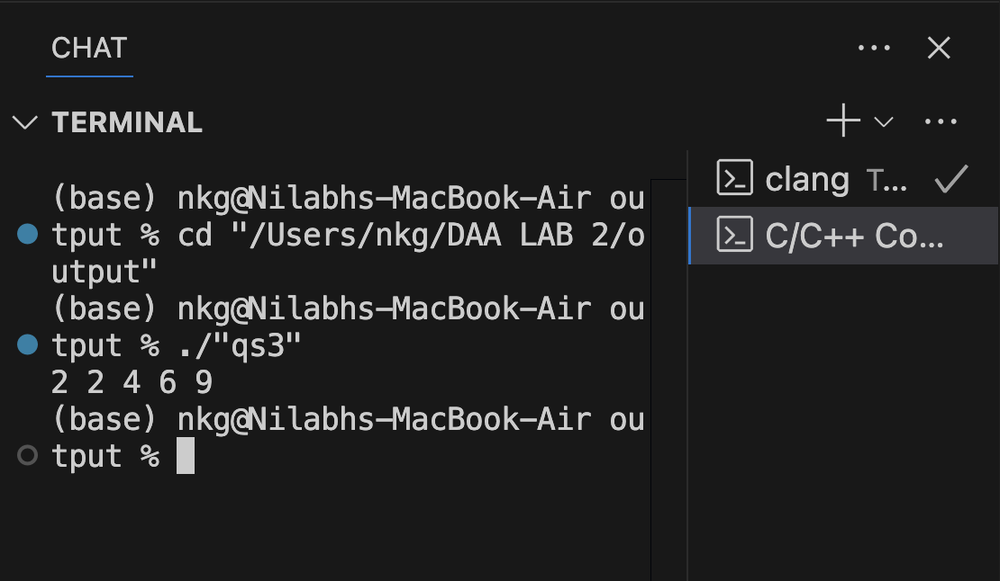 CHAT
TERMINAL
(base) nkg@Nilabhs-MacBook-Air ou
tput % cd "/Users/nkg/DAA LAB 2/o
utput"
(base) nkg@Nilabhs-MacBook-Air ou
tput % ./"qs3"
2 2 4 6 9
(base) nkg@Nilabhs-MacBook-Air ou
tput %
clang T...
C/C++ Co...